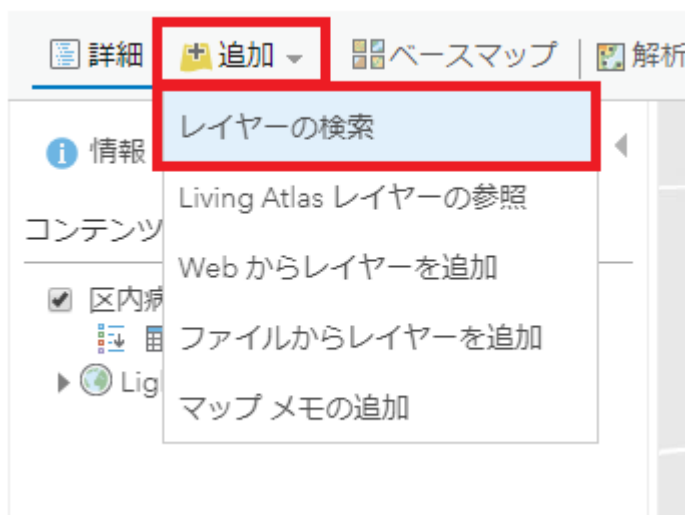 詳細 追加 ベースマップ 解析
レイヤーの検索
情報
Living Atlas レイヤーの参照
コンテンツ
Web からレイヤーを追加
区内病
ファイルからレイヤーを追加
Lig
マップ メモの追加